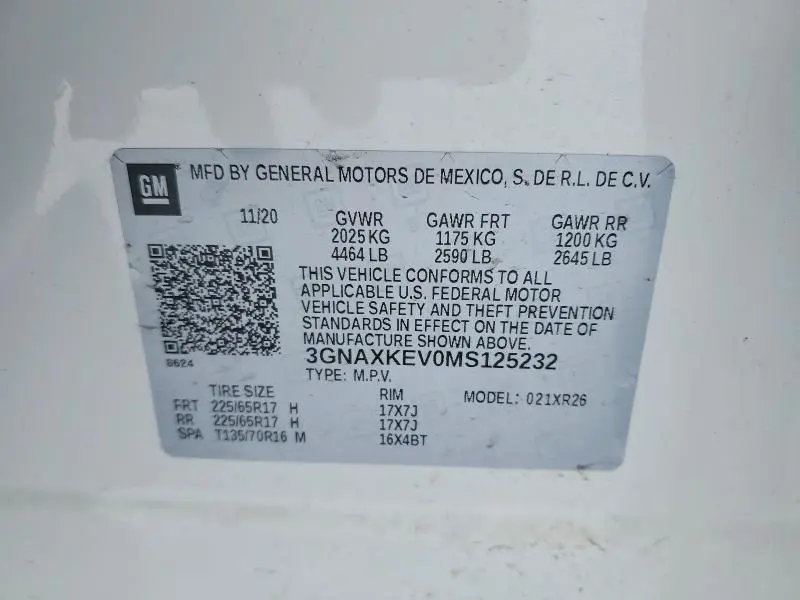 GM
MFD BY GENERAL MOTORS DE MEXICO, S. DE R.L. DE C.V.
11/20 GVWR GAWR FRT GAWR RR
2025 KG 1175 KG 1200 KG
4464 LB 2590 LB 2645 LB
THIS VEHICLE CONFORMS TO ALL
APPLICABLE U.S. FEDERAL MOTOR
VEHICLE SAFETY AND THEFT PREVENTION
STANDARDS IN EFFECT ON THE DATE OF
MANUFACTURE SHOWN ABOVE.
3GNAXKEV0MS125232
8624
TYPE: M.P.V.
TIRE SIZE RIM MODEL: 021XR26
FRT 225/65R17 H 17X7J
RR 225/65R17 H 17X7J
SPA T135/70R16 M 16X4BT